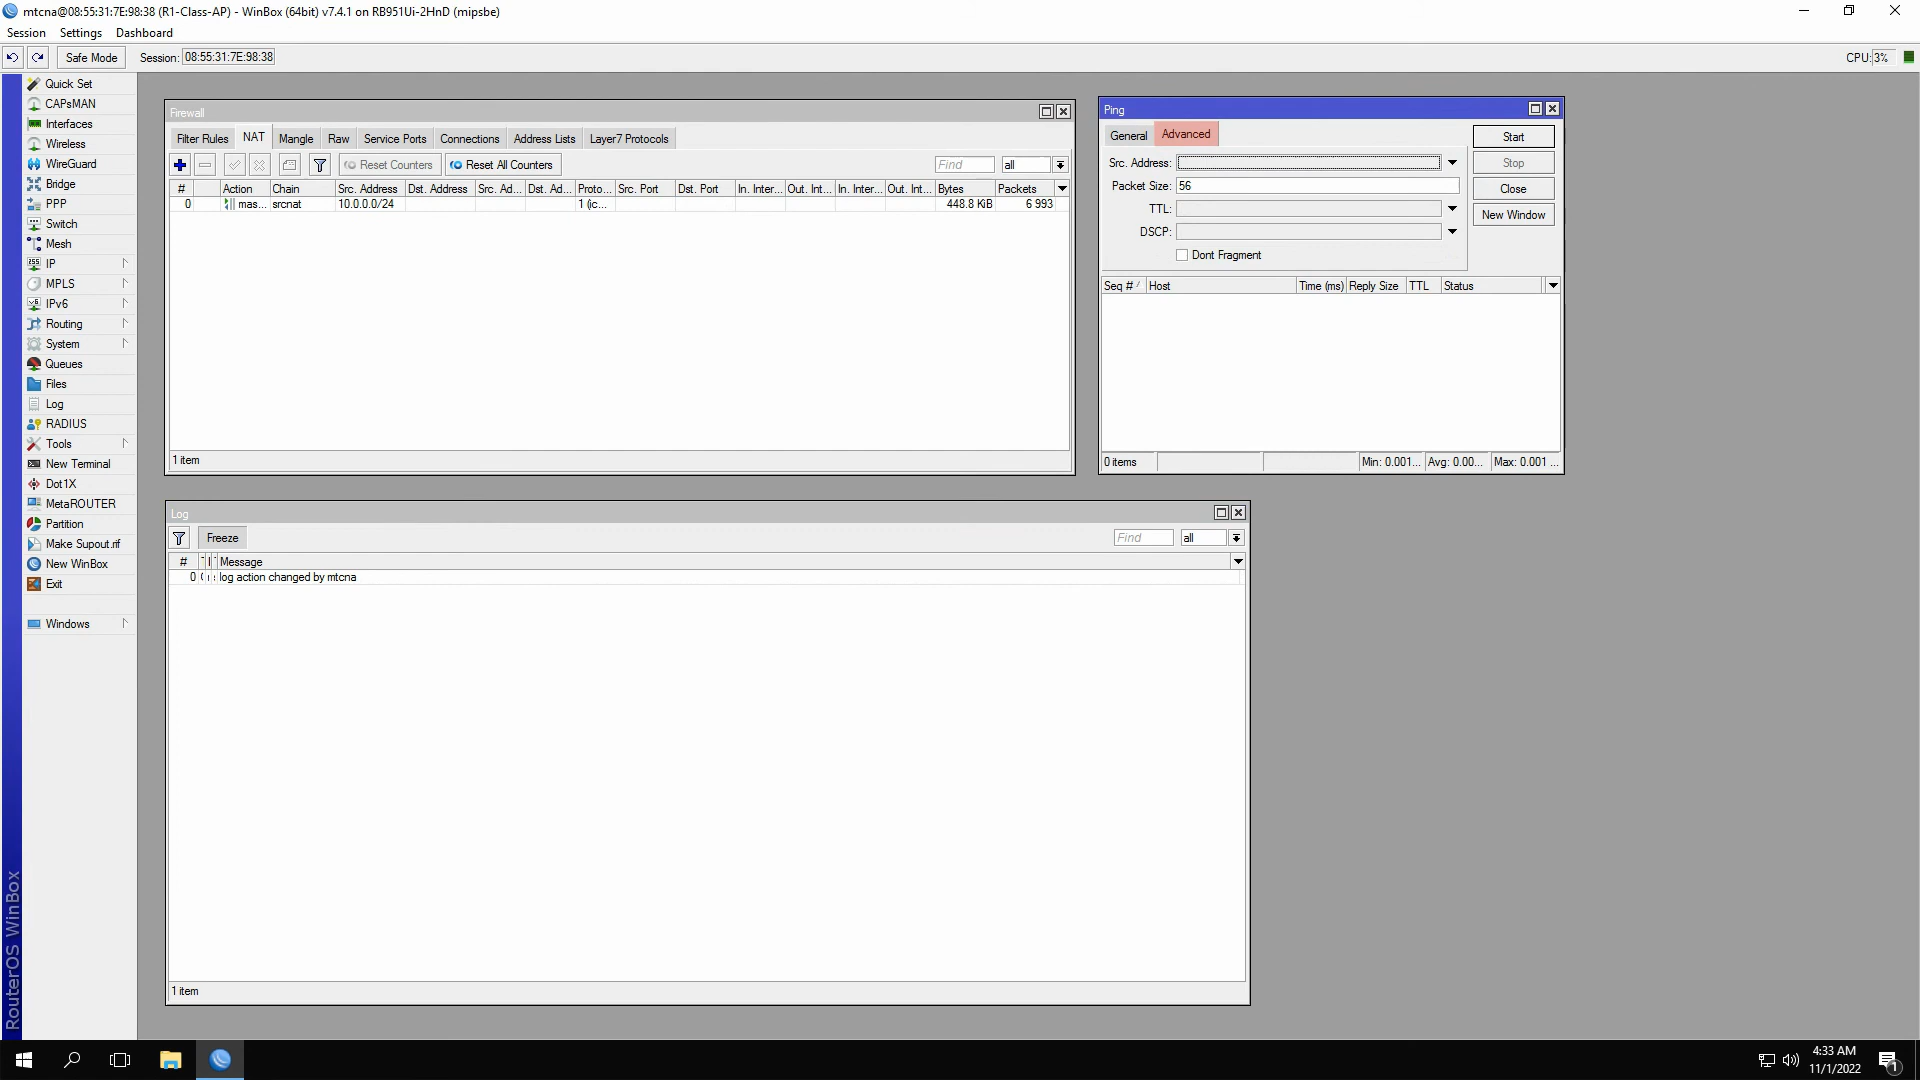 mtcna@08:55:31:7E:98:38 (R1-Class-AP) - WinBox (64bit) v7.4.1 on RB951Ui-2HnD (mipsbe)
Session Settings Dashboard
Safe Mode Session: 08:55:31:7E:98:38 CPU: 3%
Quick Set
CAPsMAN
Interfaces
Wireless
WireGuard
Bridge
PPP
Switch
Mesh
IP
MPLS
IPv6
Routing
System
Queues
Files
Log
RADIUS
Tools
New Terminal
Dot1X
MetaROUTER
Partition
Make Supout.rif
New WinBox
Exit
Windows
RouterOS WinBox
Firewall
Filter Rules NAT Mangle Raw Service Ports Connections Address Lists Layer7 Protocols
Reset Counters Reset All Counters Find all
# Action Chain Src. Address Dst. Address Src. Ad... Dst. Ad... Proto... Src. Port Dst. Port In. Inter... Out. Int... In. Inter... Out. Int... Bytes Packets
0 mas... srcnat 10.0.0.0/24 1 (ic... 448.8 KiB 6 993
1 item
Ping
General Advanced
Src. Address:
Packet Size: 56
TTL:
DSCP:
Dont Fragment
Start
Stop
Close
New Window
Seq # Host Time (ms) Reply Size TTL Status
0 items Min: 0.001... Avg: 0.00... Max: 0.001 ...
Log
Freeze Find all
# Message
0 log action changed by mtcna
1 item
4:33 AM
11/1/2022
1